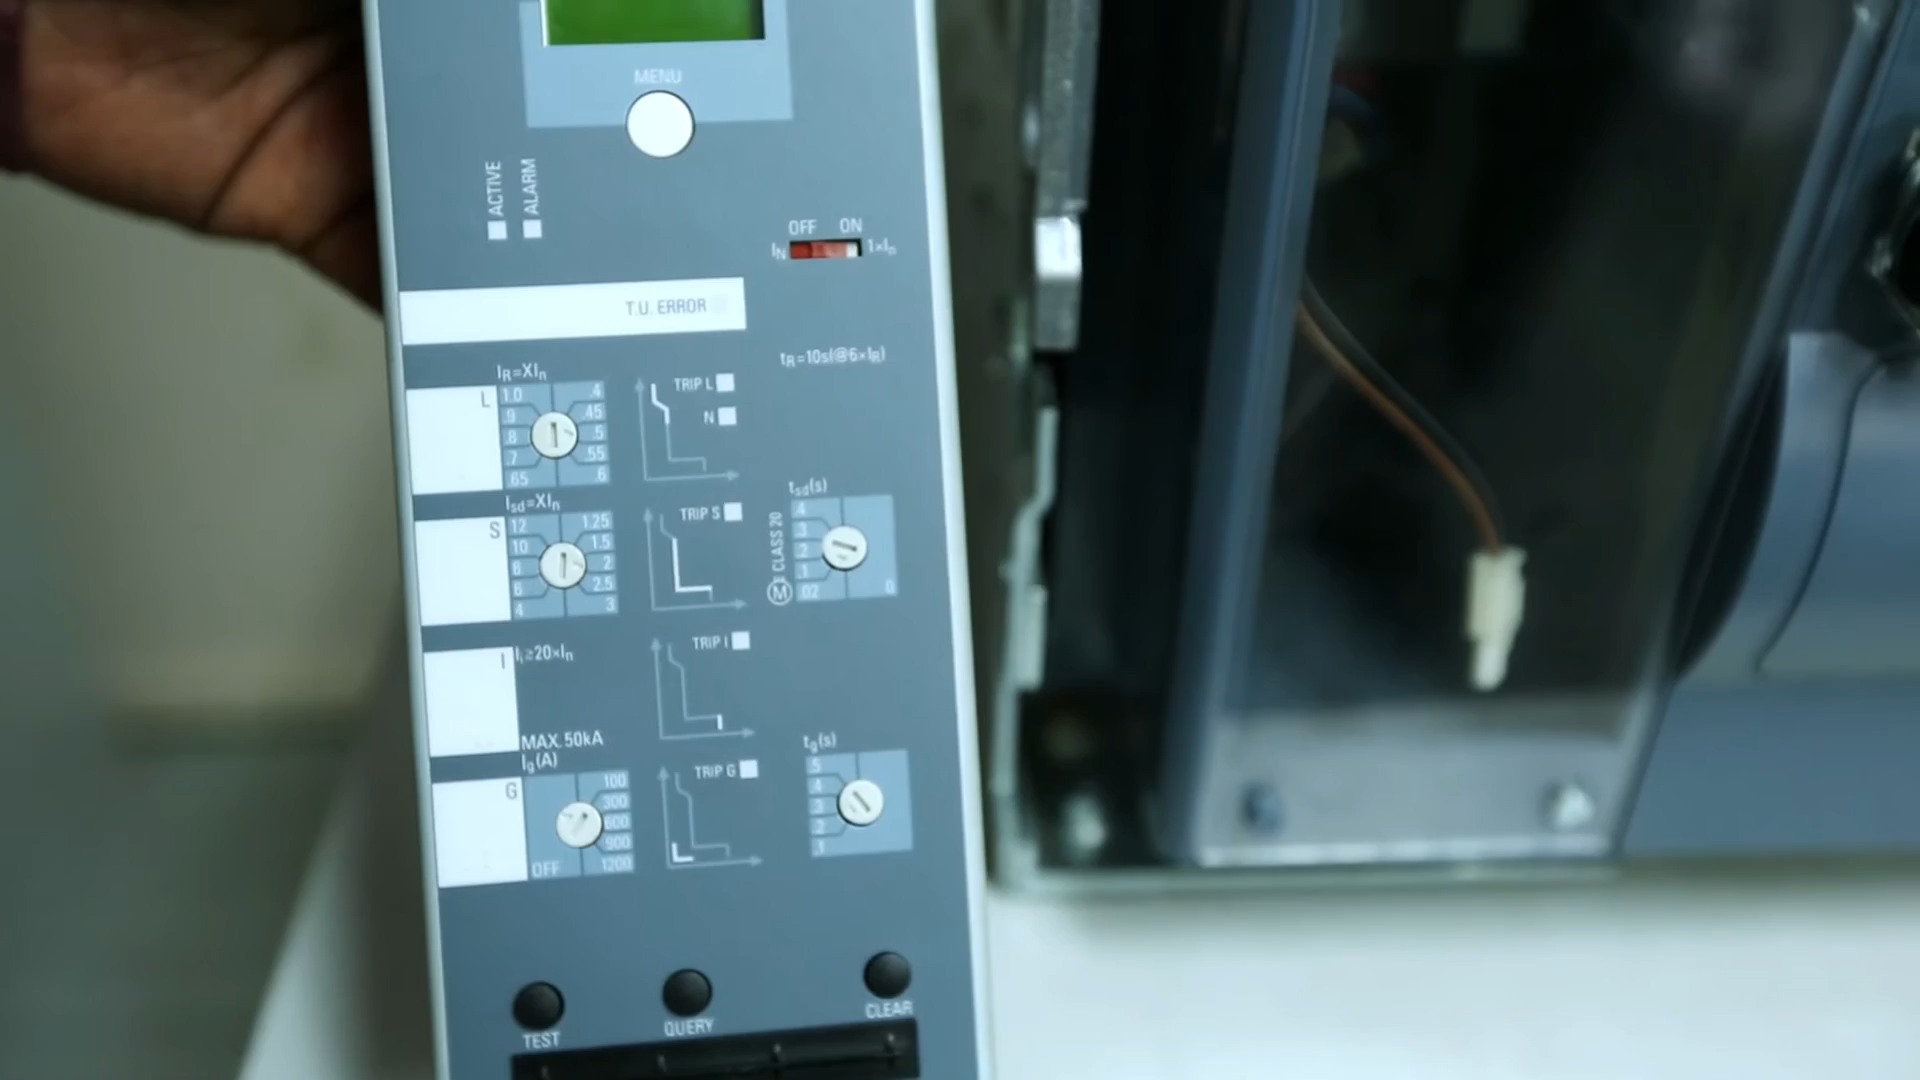 MENU
ACTIVE
ALARM
OFF ON
IN 1×In
T.U. ERROR
tR=10s(@6×IR)
IR=XIn
L
1.0 .4
.9 .45
.8 .5
.7 .55
.65 .6
TRIP L
N
Isd=XIn
S
12 1.25
10 1.5
8 2
6 2.5
4 3
TRIP S
tsd(s)
M CLASS 20
.4
.3
.2
.1
.02 0
I Ii≥20×In
MAX. 50kA
TRIP I
Ig(A)
G
100
300
600
900
OFF 1200
TRIP G
tg(s)
.5
.4
.3
.2
.1
TEST
QUERY
CLEAR